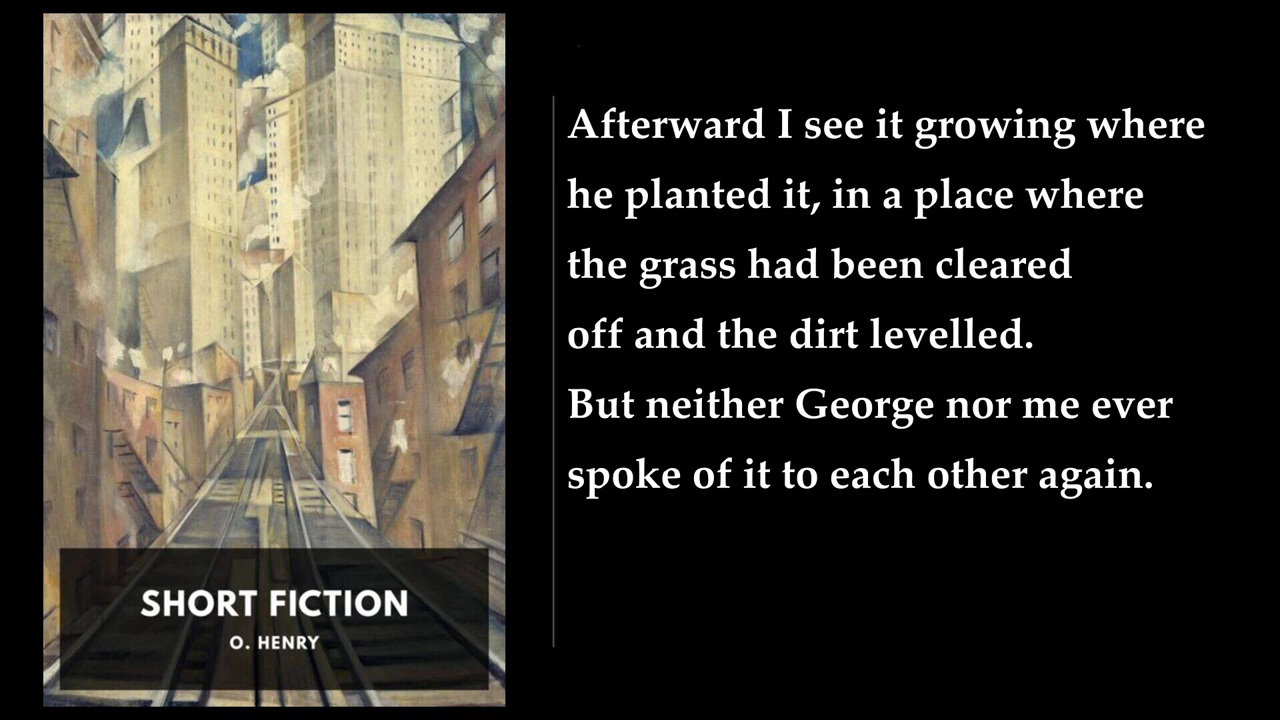 SHORT FICTION
O. HENRY
Afterward I see it growing where
he planted it, in a place where
the grass had been cleared
off and the dirt levelled.
But neither George nor me ever
spoke of it to each other again.